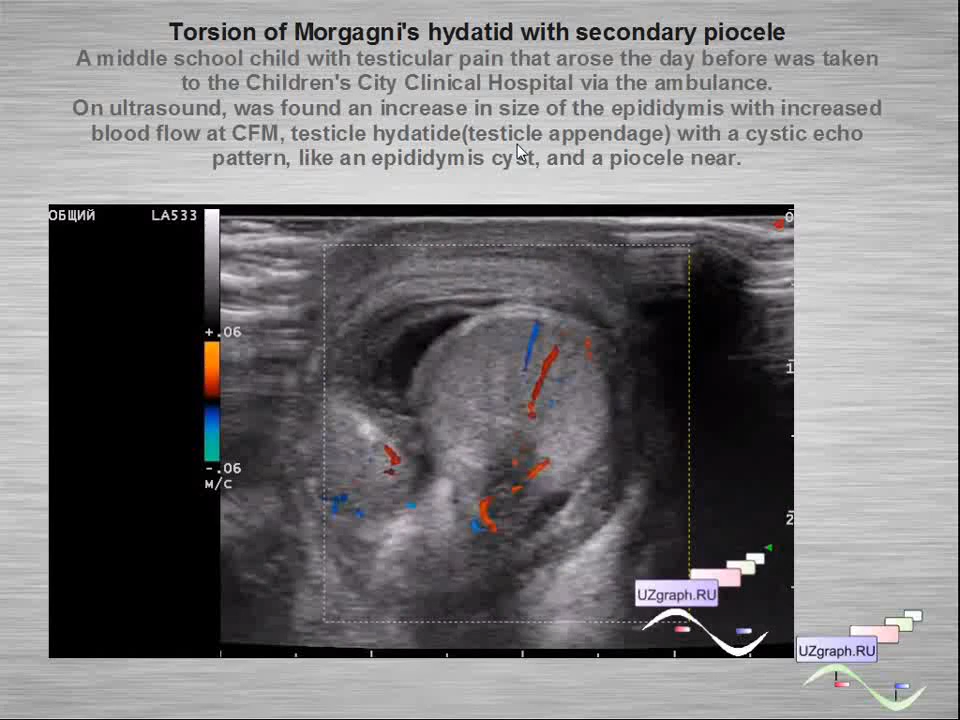 Torsion of Morgagni's hydatid with secondary piocele
A middle school child with testicular pain that arose the day before was taken
to the Children's City Clinical Hospital via the ambulance.
On ultrasound, was found an increase in size of the epididymis with increased
blood flow at CFM, testicle hydatide(testicle appendage) with a cystic echo
pattern, like an epididymis cyst, and a piocele near.
ОБЩИЙ LA533
0
+.06
1
-.06
м/с
2
UZgraph.RU
UZgraph.RU